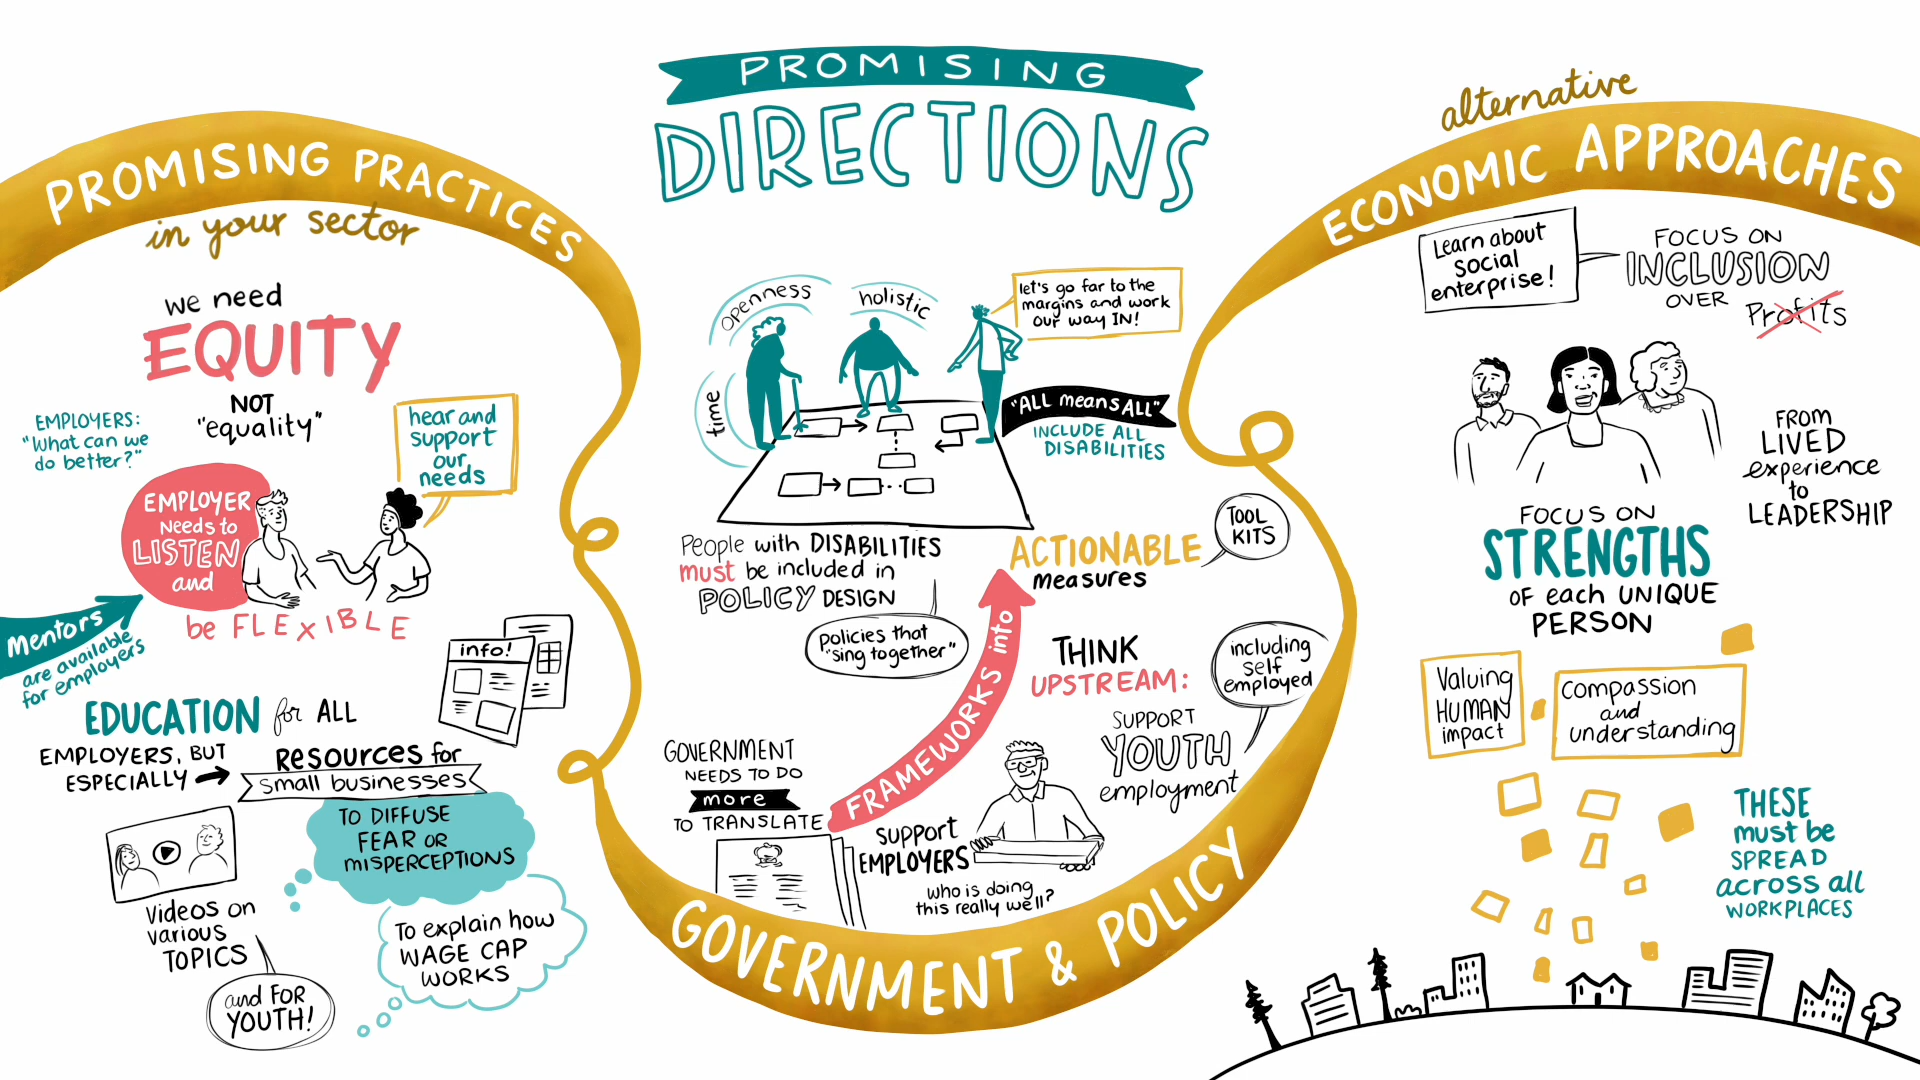 PROMISING
DIRECTIONS
PROMISING PRACTICES
in your sector
we need
EQUITY
NOT
"equality"
EMPLOYERS:
"What can we
do better?"
hear and
support
our
needs
EMPLOYER
needs to
LISTEN
and
be FLEXIBLE
Mentors
are available
for employers
info!
EDUCATION for ALL
EMPLOYERS, BUT
ESPECIALLY
RESOURCES for
small businesses
TO DIFFUSE
FEAR OR
MISPERCEPTIONS
Videos on
various
TOPICS
and FOR
YOUTH!
To explain how
WAGE CAP
WORKS
openness
holistic
time
let's go far to the
margins and work
our way IN!
"ALL means ALL"
INCLUDE ALL
DISABILITIES
People with DISABILITIES
must be included in
POLICY DESIGN
policies that
"sing together"
ACTIONABLE
measures
TOOL
KITS
FRAMEWORKS into
THINK
UPSTREAM:
including
self
employed
SUPPORT
YOUTH
employment
GOVERNMENT
NEEDS TO DO
more
TO TRANSLATE
support
EMPLOYERS
who is doing
this really well?
GOVERNMENT & POLICY
alternative
ECONOMIC APPROACHES
Learn about
social
enterprise!
FOCUS ON
INCLUSION
OVER Profits
FROM
LIVED
experience
to
LEADERSHIP
FOCUS ON
STRENGTHS
OF each UNIQUE
PERSON
Valuing
HUMAN
impact
Compassion
and
understanding
THESE
must be
SPREAD
across all
WORKPLACES